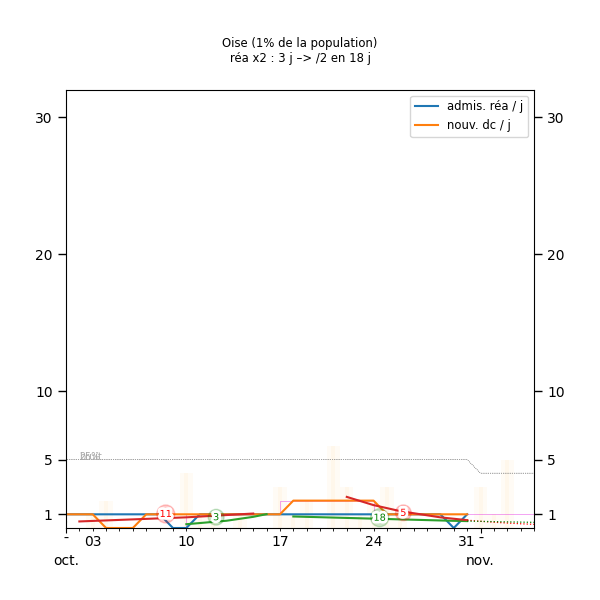 Oise (1% de la population)
réa x2 : 3 j –> /2 en 18 j
admis. réa / j
nouv. dc / j
30 30
20 20
10 10
5 5
1 1
25%
11 3 18 5
- 03 10 17 24 31 -
oct. nov.